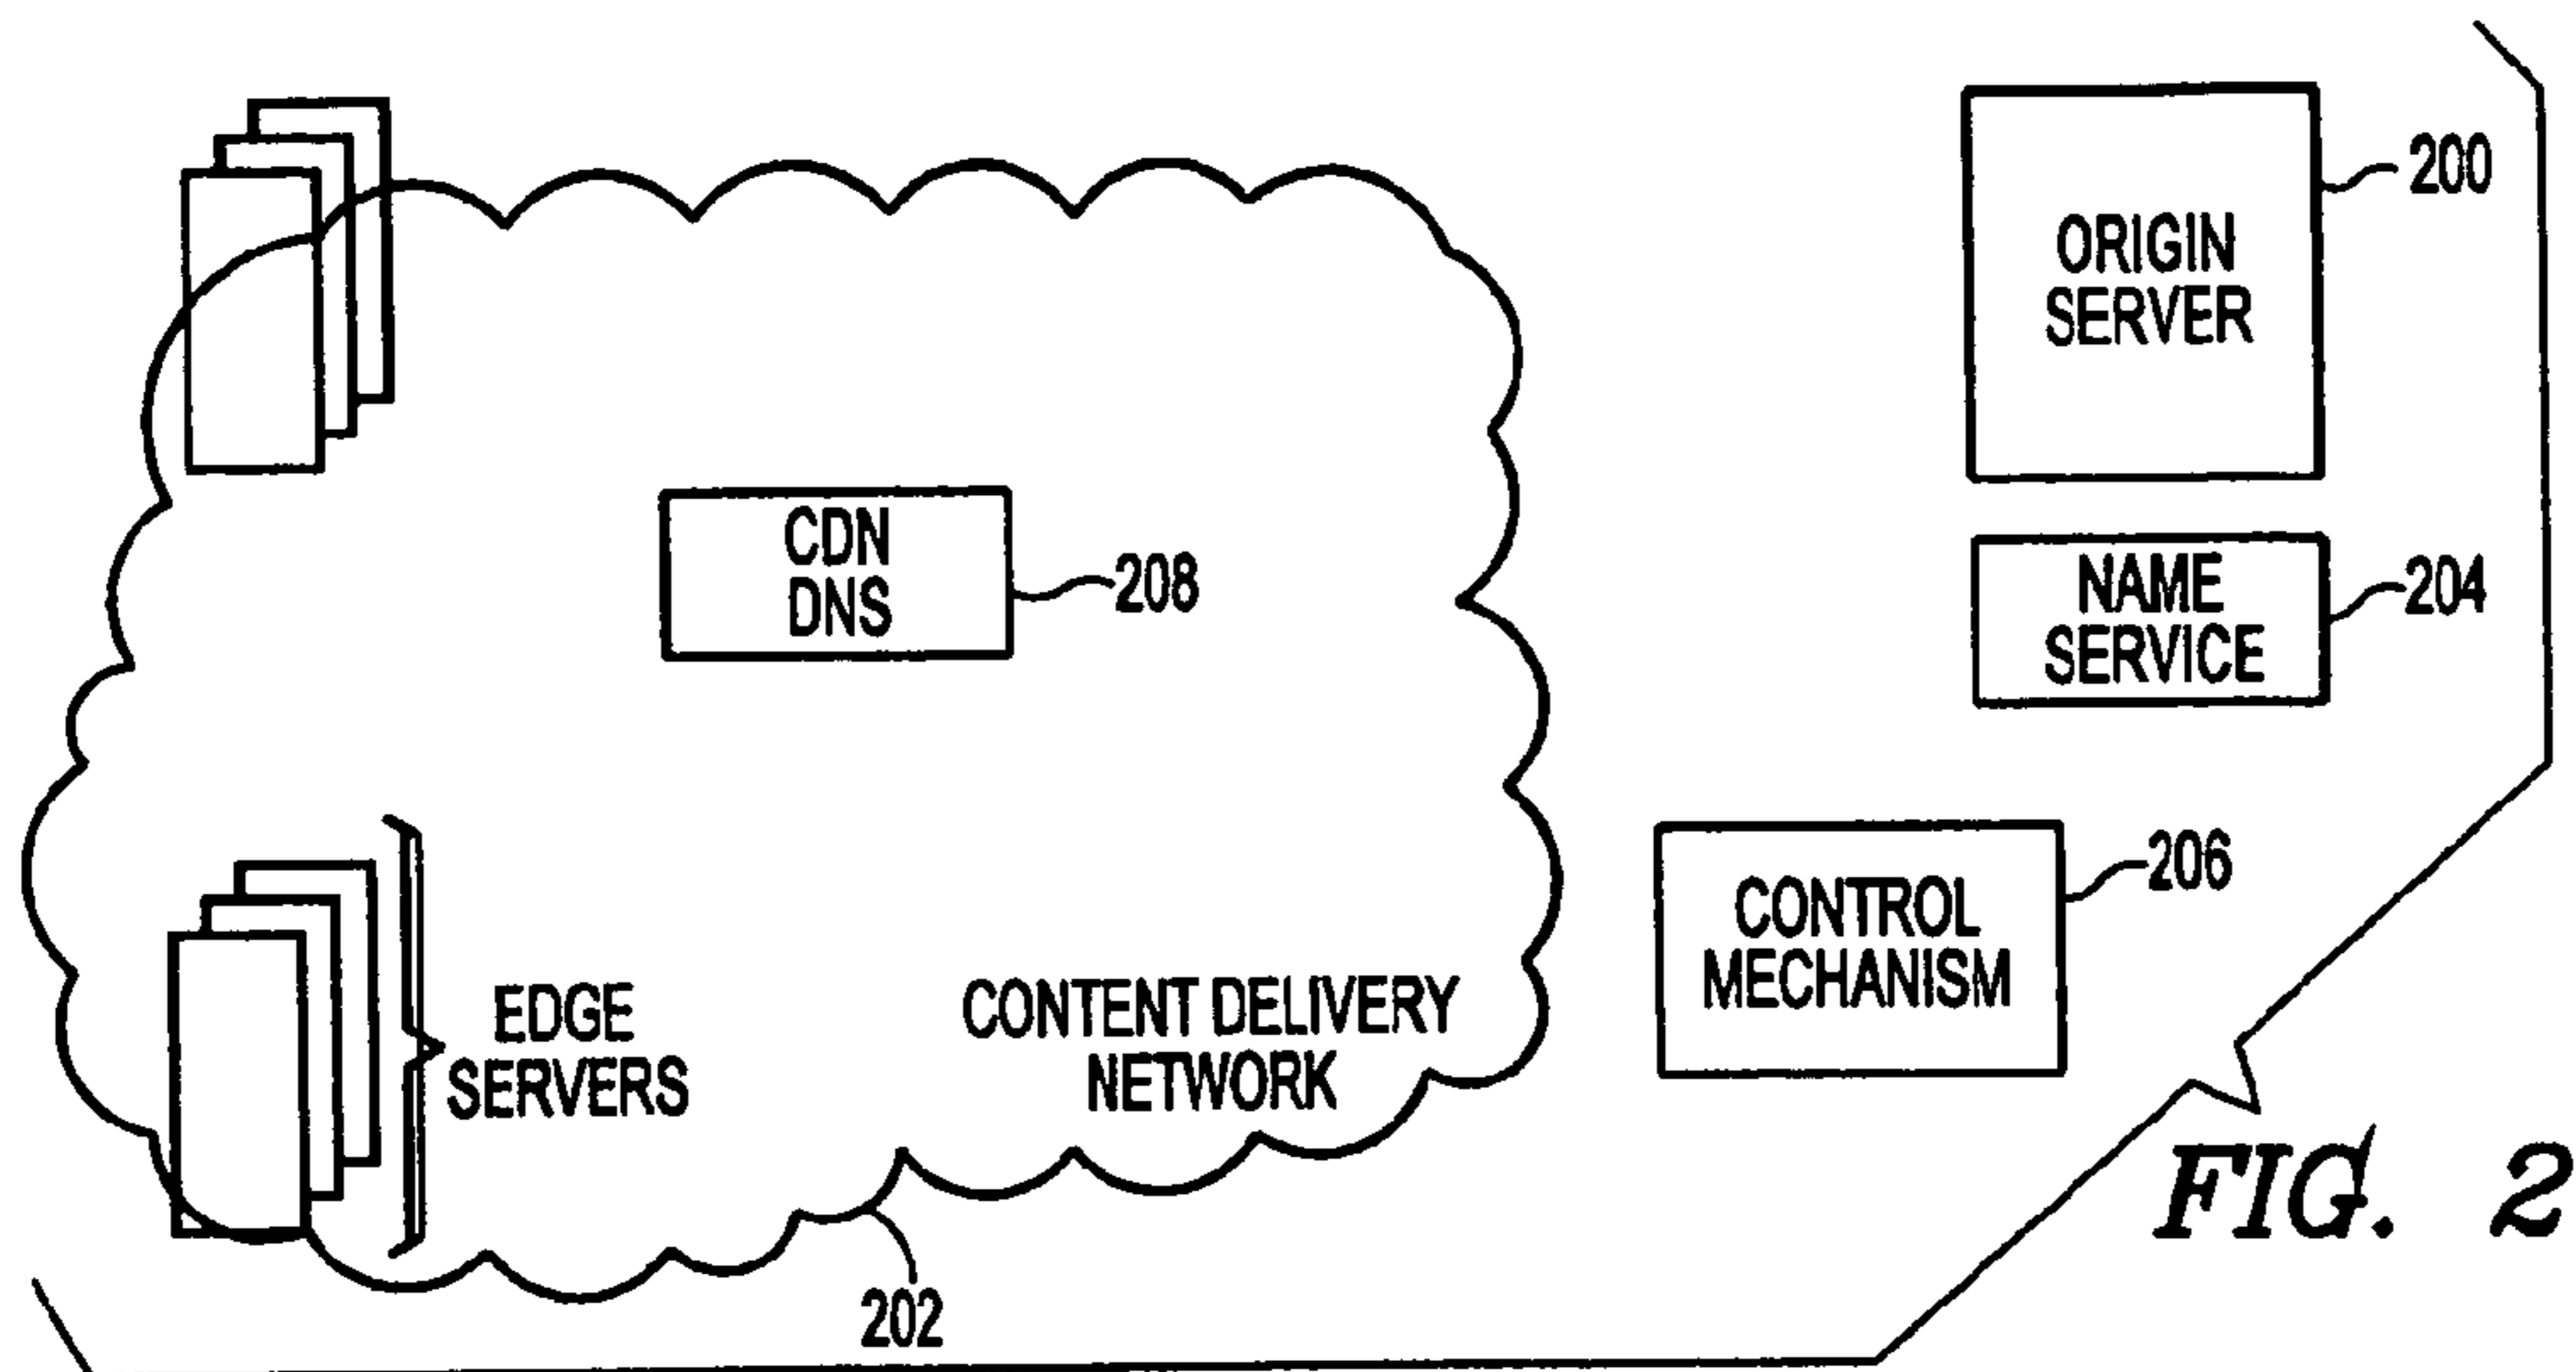 ORIGIN
SERVER
200
CDN
DNS
208
NAME
SERVICE
204
CONTROL
MECHANISM
206
EDGE
SERVERS
CONTENT DELIVERY
NETWORK
202
FIG. 2